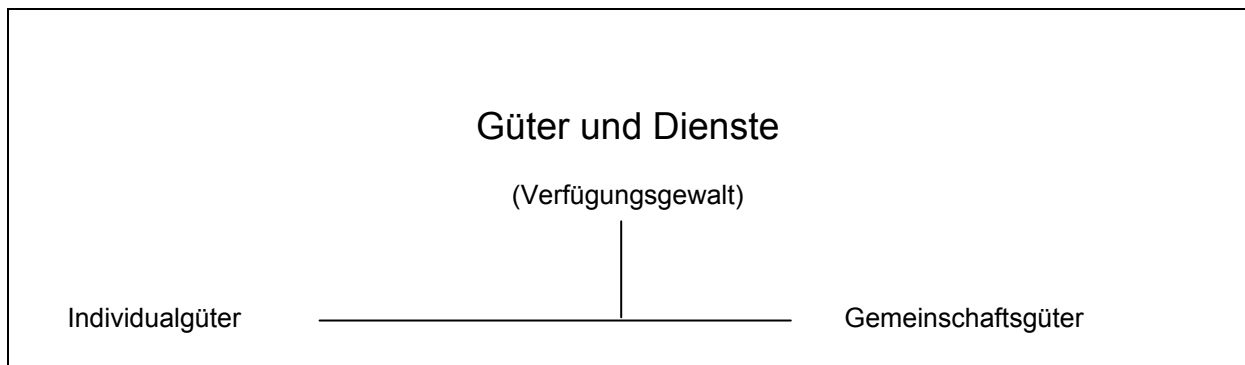 Güter und Dienste
(Verfügungsgewalt)
Individualgüter
Gemeinschaftsgüter